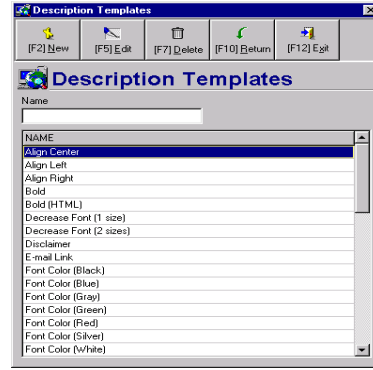 Description Templates
[F2] New [F5] Edit [F7] Delete [F10] Return [F12] Exit
Description Templates
Name
NAME
Align Center
Align Left
Align Right
Bold
Bold (HTML)
Decrease Font (1 size)
Decrease Font (2 sizes)
Disclaimer
E-mail Link
Font Color (Black)
Font Color (Blue)
Font Color (Gray)
Font Color (Green)
Font Color (Red)
Font Color (Silver)
Font Color (White)